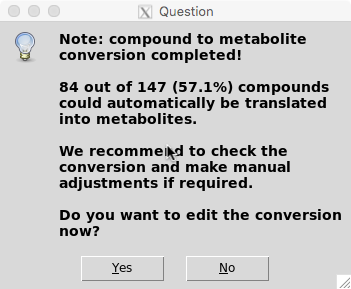 Question
Note: compound to metabolite
conversion completed!
84 out of 147 (57.1%) compounds
could automatically be translated
into metabolites.
We recommend to check the
conversion and make manual
adjustments if required.
Do you want to edit the conversion
now?
Yes No